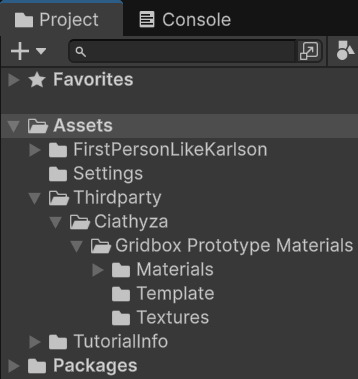 Project Console
Favorites
Assets
FirstPersonLikeKarlson
Settings
Thirdparty
Ciathyza
Gridbox Prototype Materials
Materials
Template
Textures
TutorialInfo
Packages